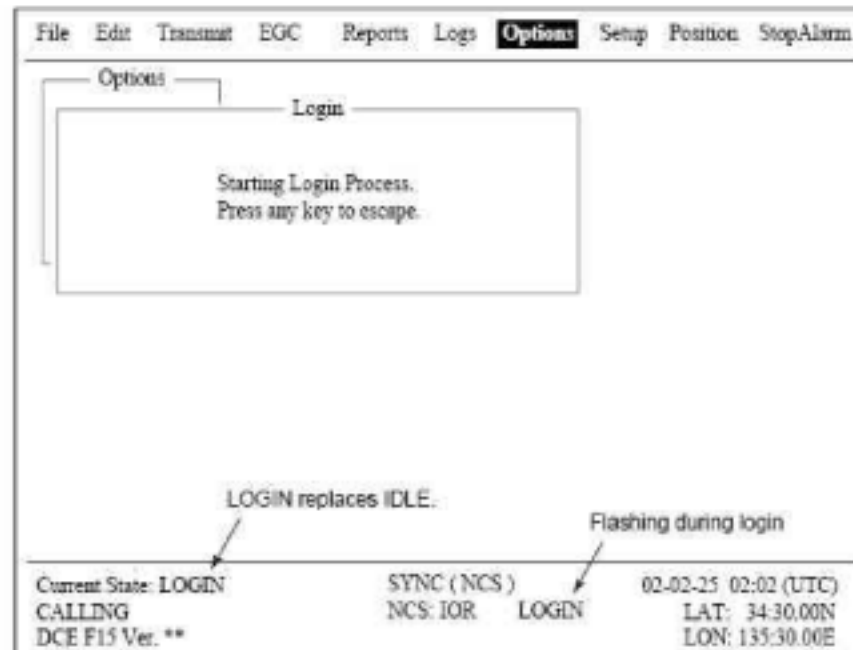 File Edit Transmit EGC Reports Logs Options Setup Position StopAlarm
Options
Login
Starting Login Process.
Press any key to escape.
LOGIN replaces IDLE.
Flashing during login
Current State: LOGIN SYNC ( NCS ) 02-02-25 02:02 (UTC)
CALLING NCS: IOR LOGIN LAT: 34:30.00N
DCE F15 Ver. ** LON: 135:30.00E